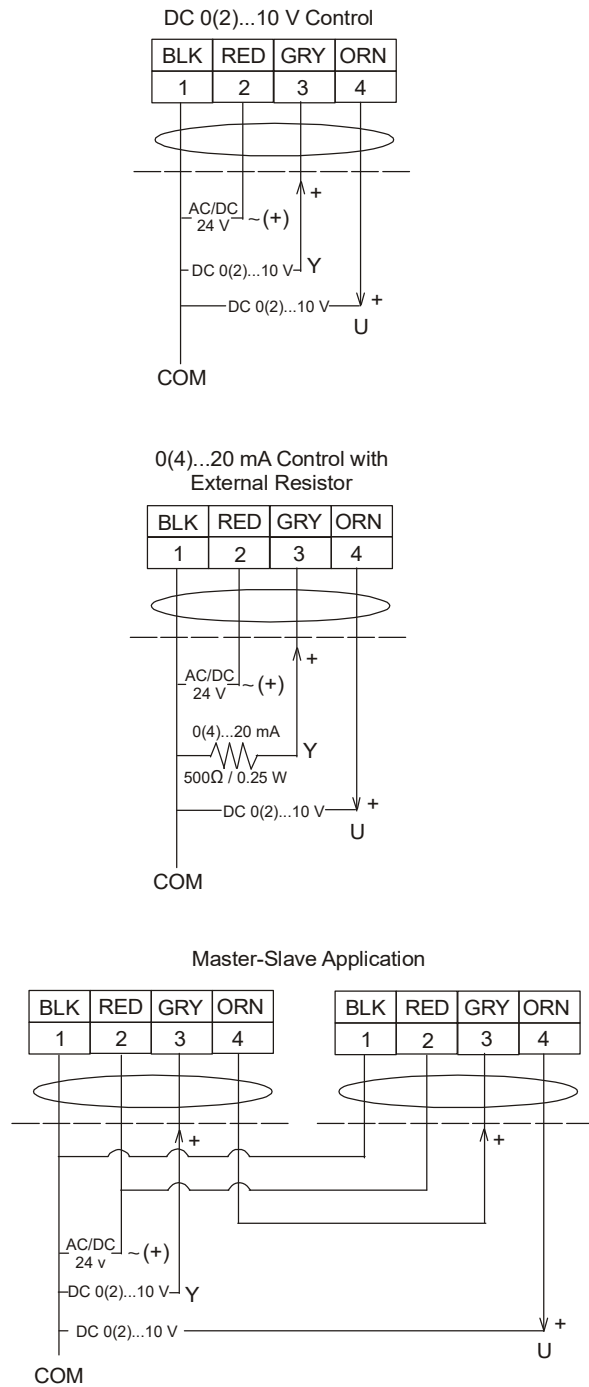 DC 0(2)...10 V Control
BLK RED GRY ORN
1 2 3 4
+
AC/DC
24 V
~(+)
DC 0(2)...10 V Y
DC 0(2)...10 V +
U
COM
0(4)...20 mA Control with
External Resistor
BLK RED GRY ORN
1 2 3 4
+
AC/DC
24 V
~(+)
0(4)...20 mA
Y
500Ω / 0.25 W
DC 0(2)...10 V +
U
COM
Master-Slave Application
BLK RED GRY ORN BLK RED GRY ORN
1 2 3 4 1 2 3 4
+ +
AC/DC
24 v
~(+)
DC 0(2)...10 V Y
DC 0(2)...10 V +
U
COM